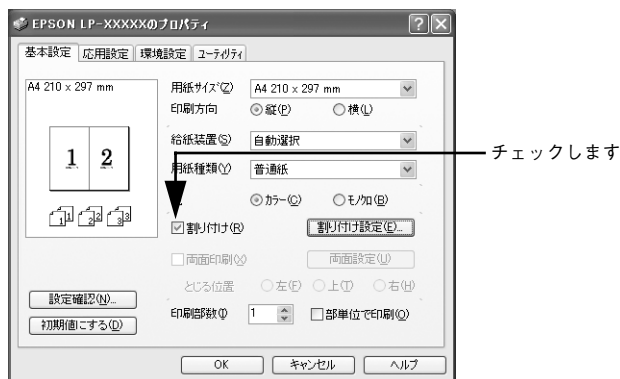 EPSON LP-XXXXXのプロパティ
基本設定 応用設定 環境設定 ユーティリティ
A4 210 x 297 mm
1 2
1 1 2 2 3 3
設定確認(N)...
初期値にする(D)
用紙サイズ(Z) A4 210 x 297 mm
印刷方向 縦(P) 横(L)
給紙装置(S) 自動選択
用紙種類(Y) 普通紙
カラー(C) モノクロ(B)
割り付け(R) 割り付け設定(E)...
両面印刷(X) 両面設定(U)
とじる位置 左(F) 上(T) 右(H)
印刷部数(I) 1 部単位で印刷(O)
OK キャンセル ヘルプ
チェックします